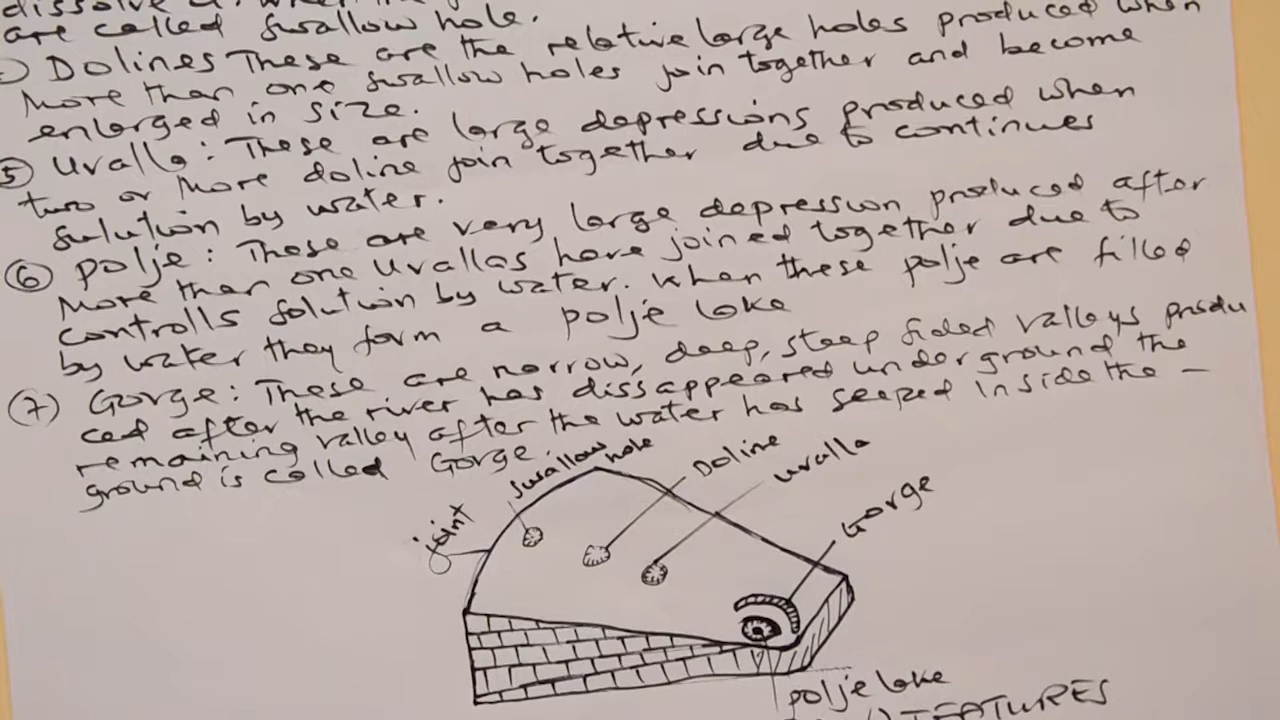 are called Swallow hole.
Dolines These are the relative large holes produced when
More than one swallow holes join together and become
enlarged in size.
5) Uvalla: These are large depressions produced when
two or more doline join together due to continues
Solution by water.
6 polje: These are very large depression produced after
More than one Uvallas have joined together due to
controlls solution by water. When these polje are filled
by water they form a polje lake
(7) Gorge: These are narrow, deep, steep sided valleys produ
ced after the river has dissappeared underground the
remaining valley after the water has seeped inside the -
ground is called Gorge.
joint
Swallow hole
Doline
uvalla
Gorge
polje lake
FEATURES